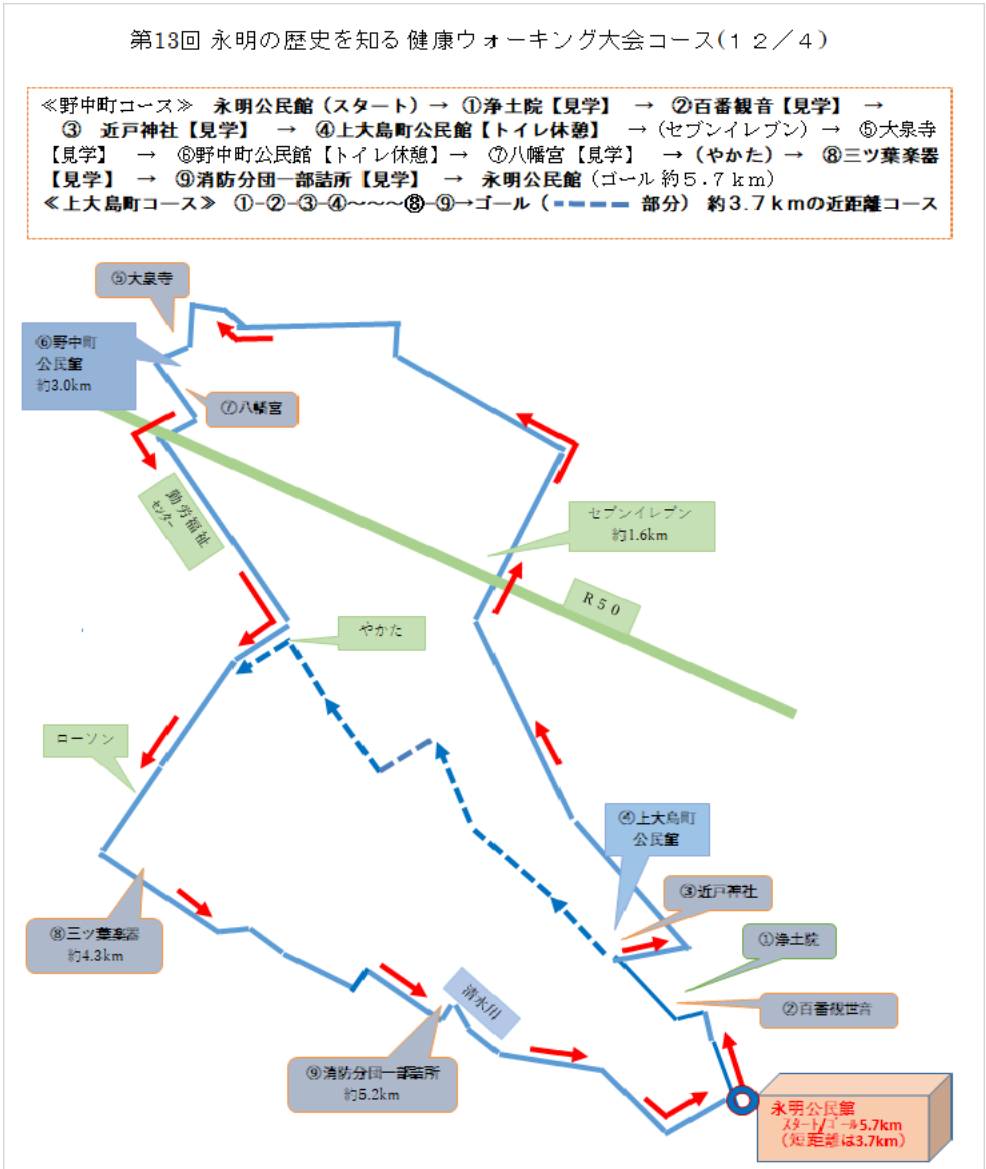 第13回 永明の歴史を知る健康ウォーキング大会コース(１２／４)
≪野中町コース≫ 永明公民館（スタート）→ ①浄土院【見学】 → ②百番観音【見学】 →
③ 近戸神社【見学】 → ④上大島町公民館【トイレ休憩】 →（セブンイレブン）→ ⑤大泉寺
【見学】 → ⑥野中町公民館【トイレ休憩】→ ⑦八幡宮【見学】 →（やかた）→ ⑧三ツ葉楽器
【見学】 → ⑨消防分団一部詰所【見学】 → 永明公民館（ゴール 約５.７ｋｍ）
≪上大島町コース≫ ①-②-③-④～～～⑧-⑨→ゴール（ 部分） 約３.７ｋｍの近距離コース
⑤大泉寺
⑥野中町
公民館
約3.0km
⑦八幡宮
勤労福祉
センター
セブンイレブン
約1.6km
Ｒ５０
やかた
ローソン
④上大島町
公民館
③近戸神社
①浄土院
②百番観世音
⑧三ツ葉楽器
約4.3km
清水川
⑨消防分団一部詰所
約5.2km
永明公民館
スタート/ゴール5.7km
（短距離は3.7km）